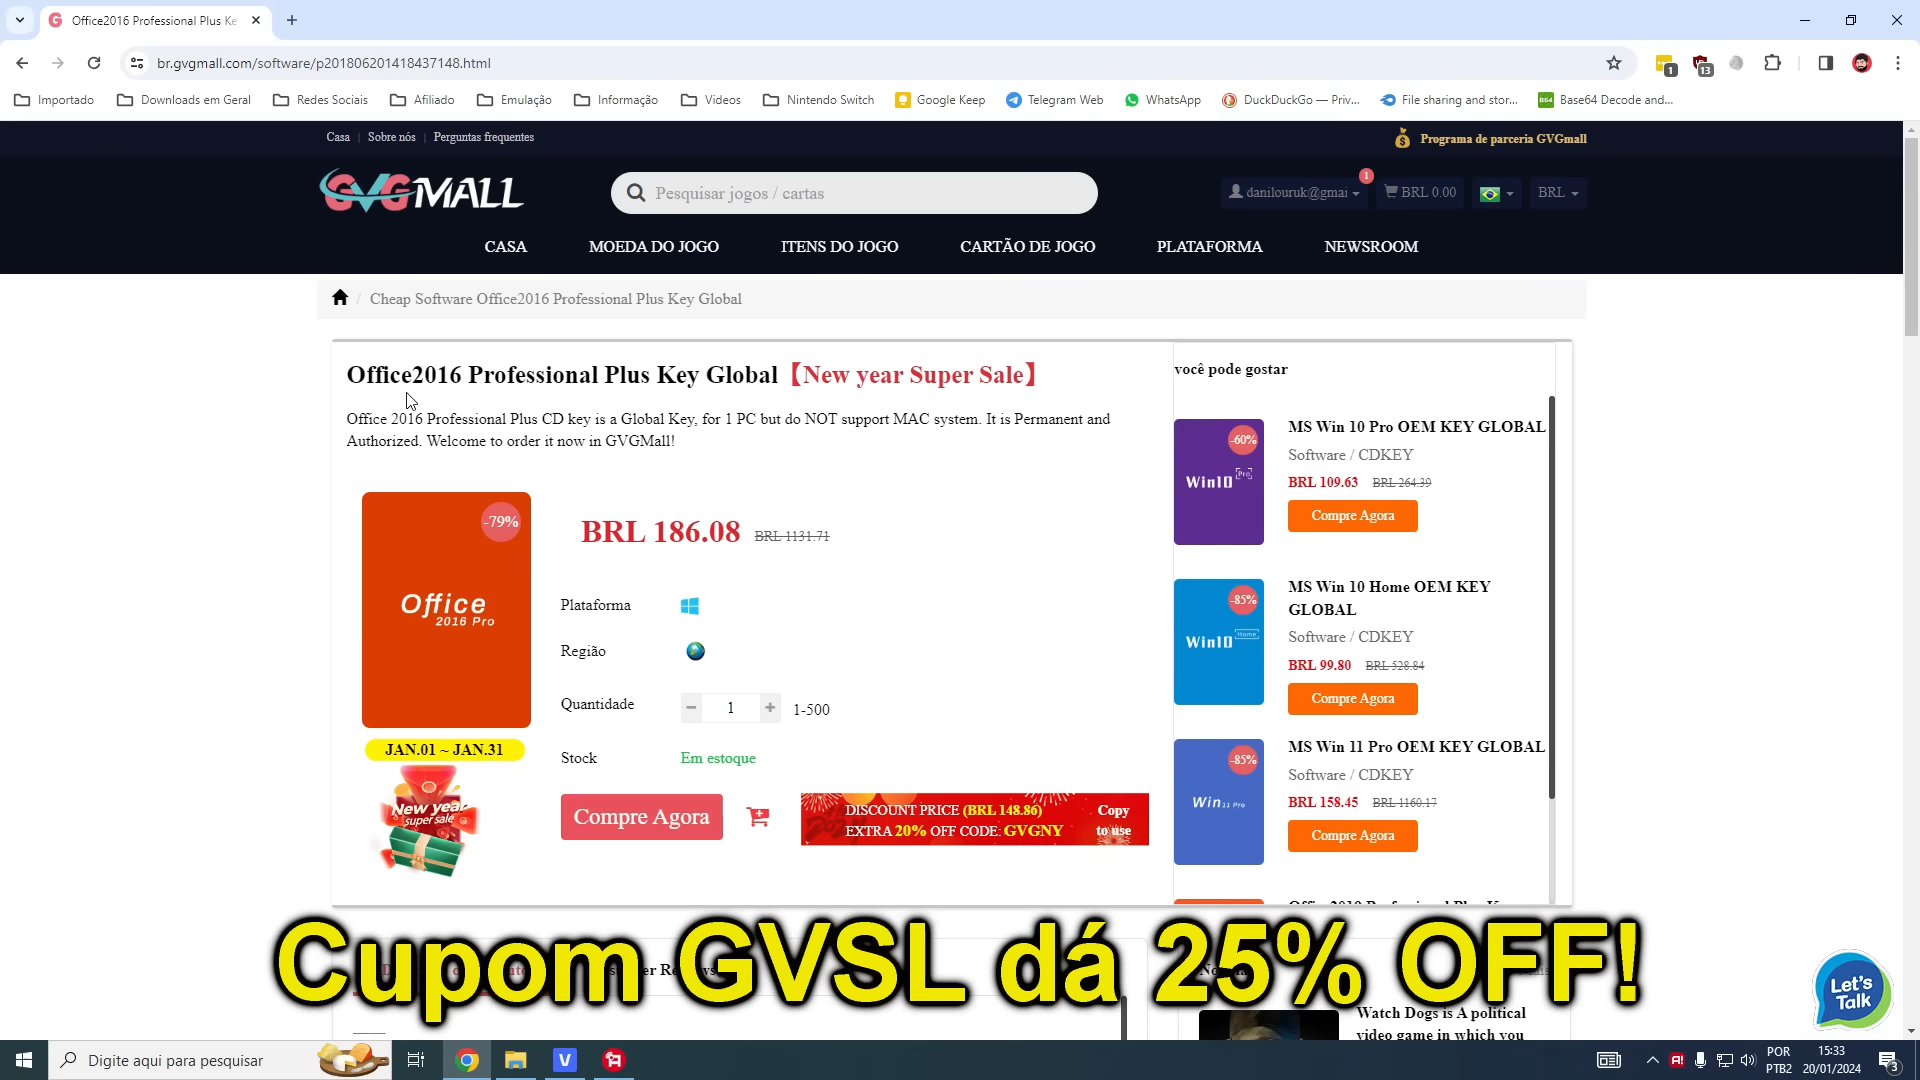 Office2016 Professional Plus Ke
br.gvgmall.com/software/p201806201418437148.html
1
13
Importado
Downloads em Geral
Redes Sociais
Afiliado
Emulação
Informação
Vídeos
Nintendo Switch
Google Keep
Telegram Web
WhatsApp
DuckDuckGo — Priv...
File sharing and stor...
Base64 Decode and...
Casa | Sobre nós | Perguntas frequentes
Programa de parceria GVGmall
GVGMALL
Pesquisar jogos / cartas
danilouruk@gmai
1
BRL 0.00
BRL
CASA
MOEDA DO JOGO
ITENS DO JOGO
CARTÃO DE JOGO
PLATAFORMA
NEWSROOM
/ Cheap Software Office2016 Professional Plus Key Global
Office2016 Professional Plus Key Global【New year Super Sale】
Office 2016 Professional Plus CD key is a Global Key, for 1 PC but do NOT support MAC system. It is Permanent and
Authorized. Welcome to order it now in GVGMall!
-79%
Office
2016 Pro
JAN.01 ~ JAN.31
New year
super sale
BRL 186.08 BRL 1131.71
Plataforma
Região
Quantidade
− 1 + 1-500
Stock
Em estoque
Compre Agora
DISCOUNT PRICE (BRL 148.86)
EXTRA 20% OFF CODE: GVGNY
Copy
to use
você pode gostar
-60%
Win10 Pro
MS Win 10 Pro OEM KEY GLOBAL
Software / CDKEY
BRL 109.63 BRL 264.39
Compre Agora
-85%
Win10 Home
MS Win 10 Home OEM KEY
GLOBAL
Software / CDKEY
BRL 99.80 BRL 528.84
Compre Agora
-85%
Win 11 Pro
MS Win 11 Pro OEM KEY GLOBAL
Software / CDKEY
BRL 158.45 BRL 1160.17
Compre Agora
Cupom GVSL dá 25% OFF!
Watch Dogs is A political
video game in which you
Let's
Talk
Digite aqui para pesquisar
POR
PTB2
15:33
20/01/2024
3